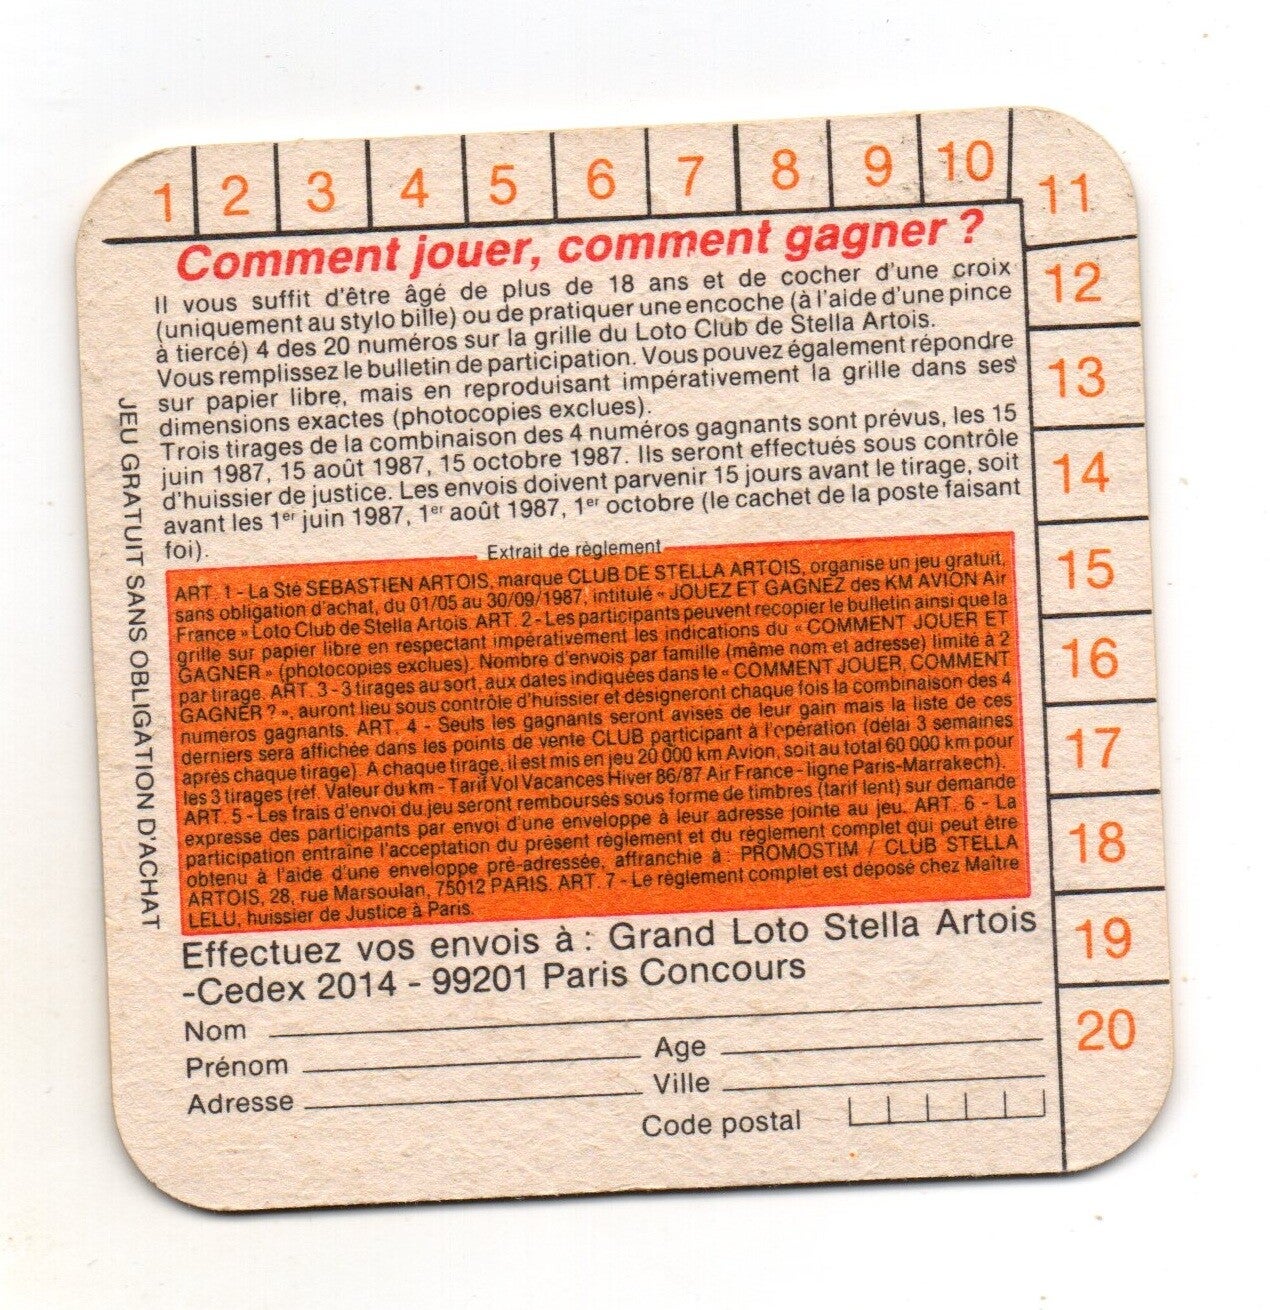 1 2 3 4 5 6 7 8 9 10 11
12
13
14
15
16
17
18
19
20
Comment jouer, comment gagner ?
Il vous suffit d'être âgé de plus de 18 ans et de cocher d'une croix
(uniquement au stylo bille) ou de pratiquer une encoche (à l'aide d'une pince
à tiercé) 4 des 20 numéros sur la grille du Loto Club de Stella Artois.
Vous remplissez le bulletin de participation. Vous pouvez également répondre
sur papier libre, mais en reproduisant impérativement la grille dans ses
dimensions exactes (photocopies exclues).
Trois tirages de la combinaison des 4 numéros gagnants sont prévus, les 15
juin 1987, 15 août 1987, 15 octobre 1987. Ils seront effectués sous contrôle
d'huissier de justice. Les envois doivent parvenir 15 jours avant le tirage, soit
avant les 1er juin 1987, 1er août 1987, 1er octobre (le cachet de la poste faisant
foi).
JEU GRATUIT SANS OBLIGATION D'ACHAT
Extrait de règlement
ART. 1 - La Sté SEBASTIEN ARTOIS, marque CLUB DE STELLA ARTOIS, organise un jeu gratuit,
sans obligation d'achat, du 01/05 au 30/09/1987, intitulé « JOUEZ ET GAGNEZ des KM AVION Air
France » Loto Club de Stella Artois. ART. 2 - Les participants peuvent recopier le bulletin ainsi que la
grille sur papier libre en respectant impérativement les indications du « COMMENT JOUER ET
GAGNER » (photocopies exclues). Nombre d'envois par famille (même nom et adresse) limité à 2
par tirage. ART. 3 - 3 tirages au sort, aux dates indiquées dans le « COMMENT JOUER, COMMENT
GAGNER ? », auront lieu sous contrôle d'huissier et désigneront chaque fois la combinaison des 4
numéros gagnants. ART. 4 - Seuls les gagnants seront avisés de leur gain mais la liste de ces
derniers sera affichée dans les points de vente CLUB participant à l'opération (délai 3 semaines
après chaque tirage). A chaque tirage, il est mis en jeu 20 000 km Avion, soit au total 60 000 km pour
les 3 tirages (réf. Valeur du km - Tarif Vol Vacances Hiver 86/87 Air France - ligne Paris-Marrakech).
ART. 5 - Les frais d'envoi du jeu seront remboursés sous forme de timbres (tarif lent) sur demande
expresse des participants par envoi d'une enveloppe à leur adresse jointe au jeu. ART. 6 - La
participation entraîne l'acceptation du présent règlement et du règlement complet qui peut être
obtenu à l'aide d'une enveloppe pré-adressée, affranchie à : PROMOSTIM / CLUB STELLA
ARTOIS, 28, rue Marsoulan, 75012 PARIS. ART. 7 - Le règlement complet est déposé chez Maître
LELU, huissier de Justice à Paris.
Effectuez vos envois à : Grand Loto Stella Artois
-Cedex 2014 - 99201 Paris Concours
Nom
Prénom Age
Adresse Ville
Code postal